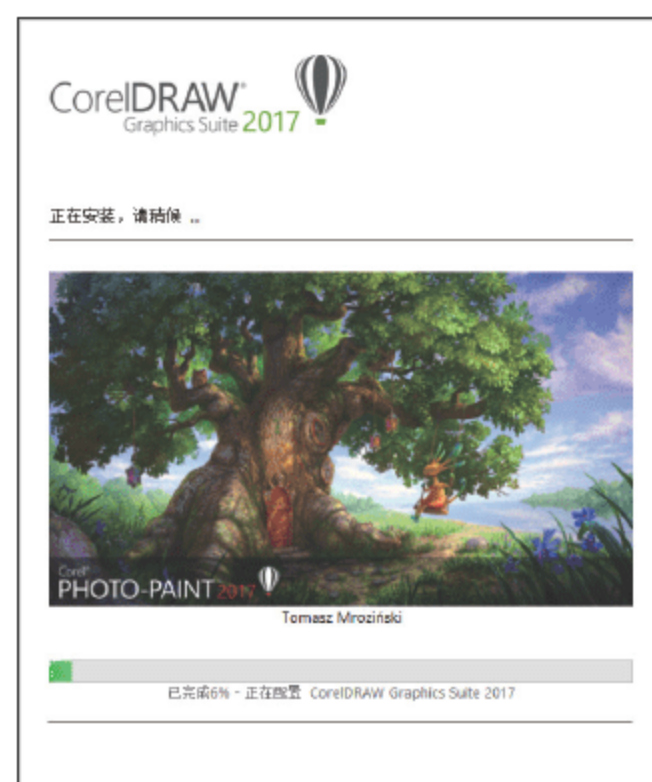 CorelDRAW®
Graphics Suite 2017
正在安装，请稍候 ...
Corel®
PHOTO-PAINT 2017
Tomasz Mroziński
已完成6% - 正在配置 CorelDRAW Graphics Suite 2017